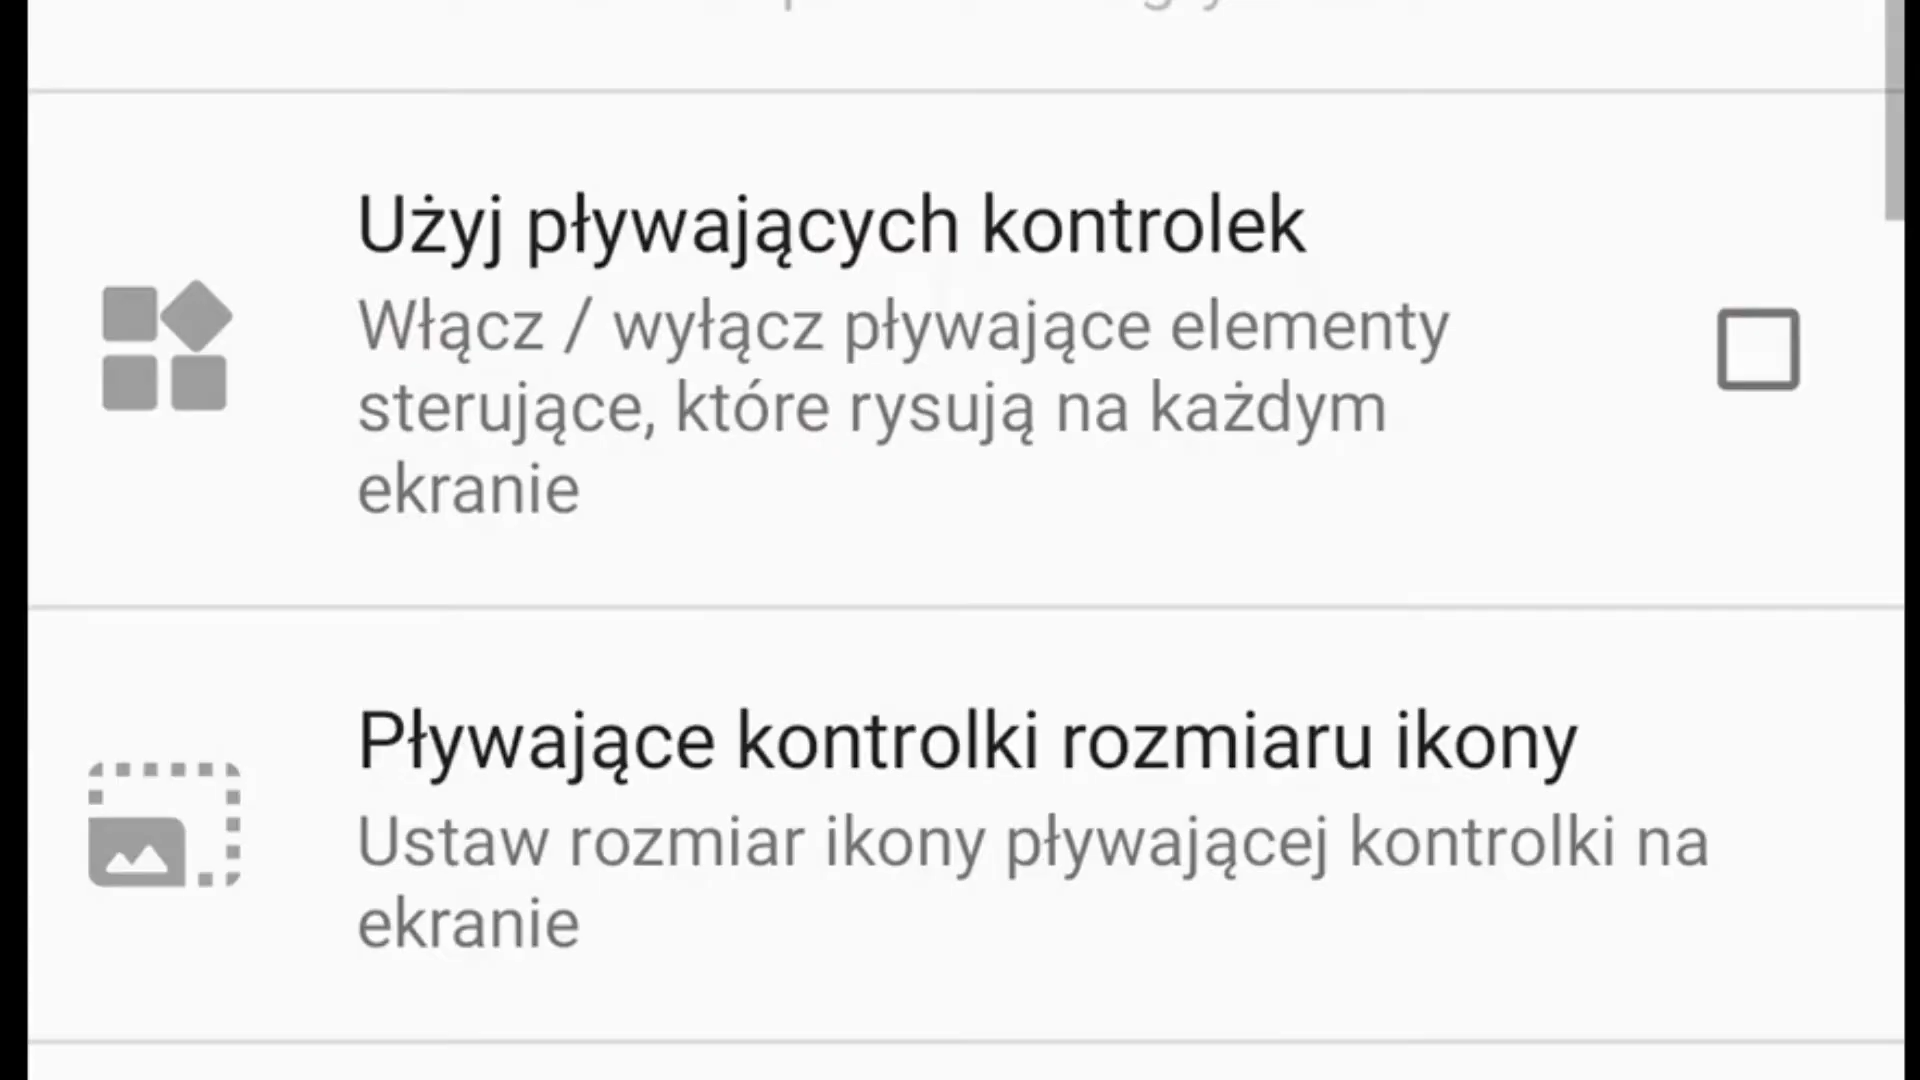 Użyj pływających kontrolek
Włącz / wyłącz pływające elementy
sterujące, które rysują na każdym
ekranie
Pływające kontrolki rozmiaru ikony
Ustaw rozmiar ikony pływającej kontrolki na
ekranie